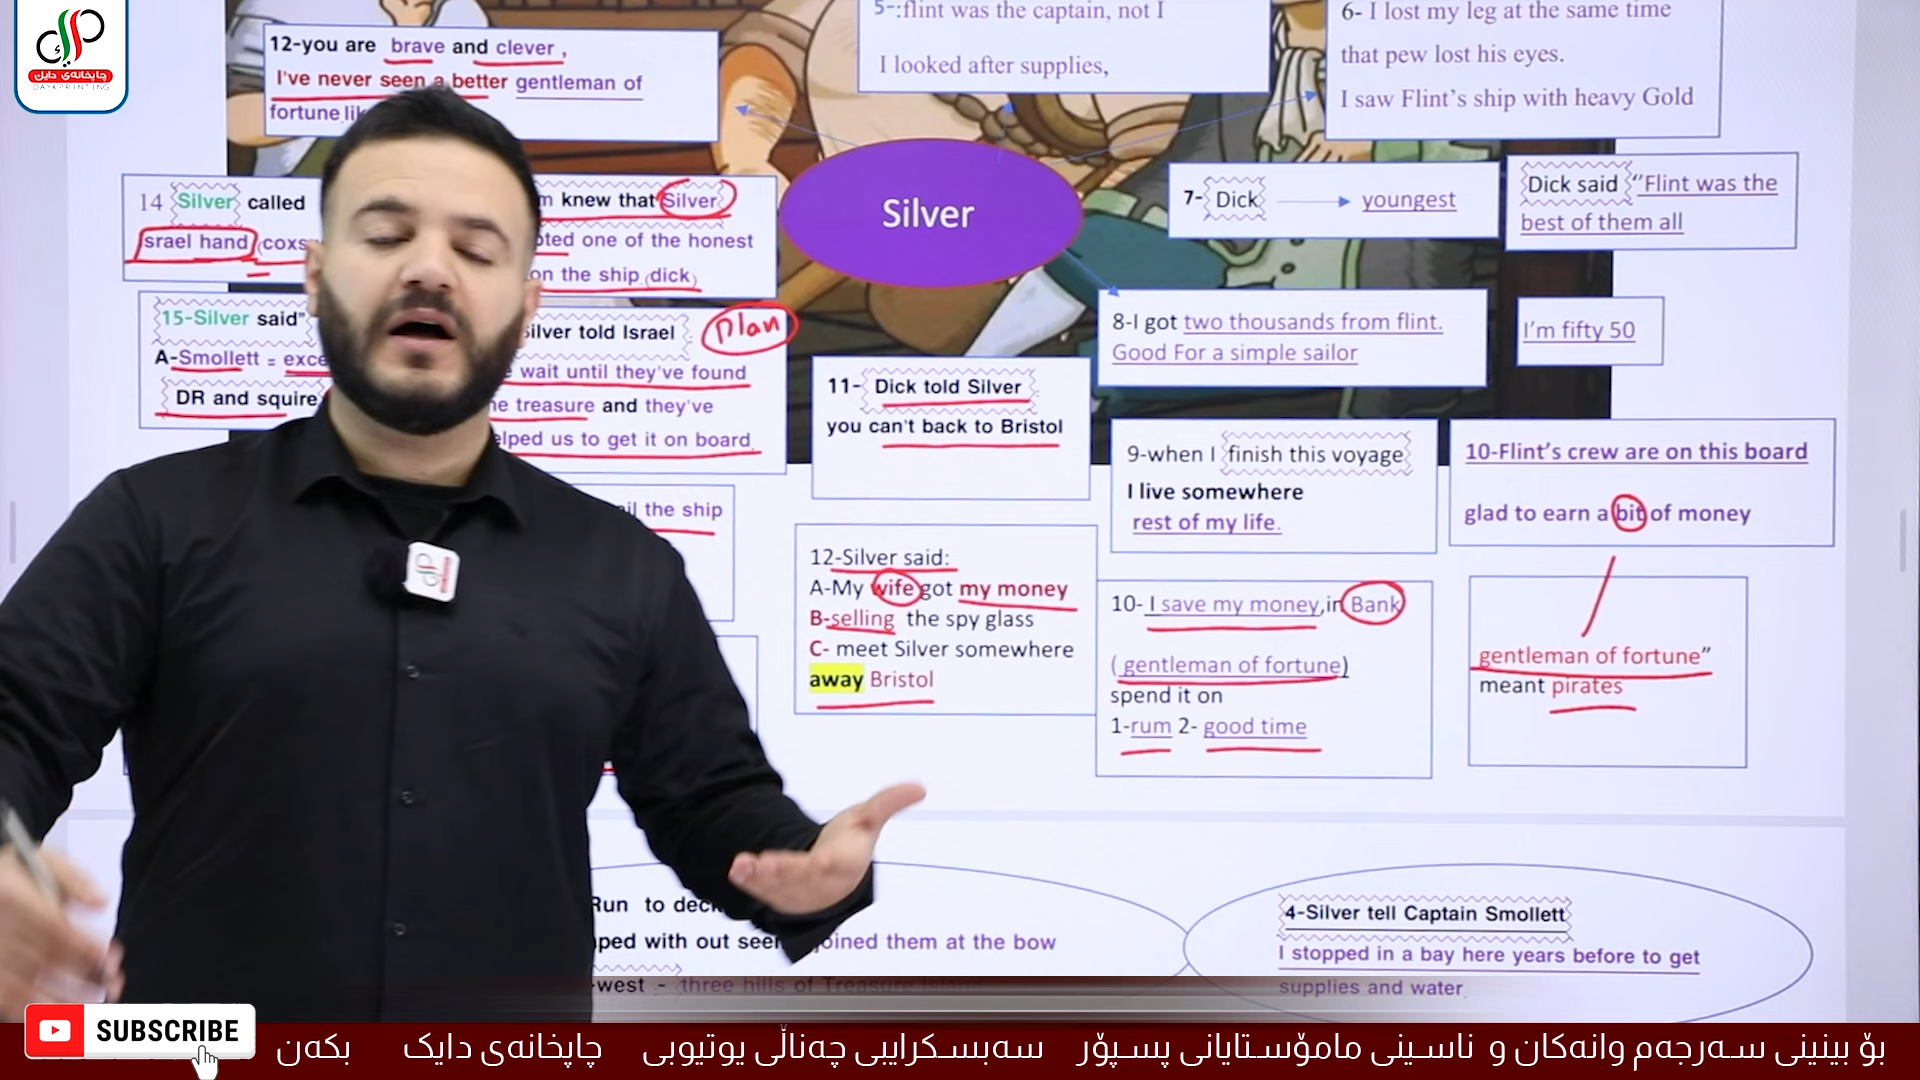 چاپخانەی دایک
DAYKPRINTING
12-you are brave and clever ,
I've never seen a better gentleman of
fortune
5-:flint was the captain, not I
I looked after supplies,
6- I lost my leg at the same time
that pew lost his eyes.
I saw Flint's ship with heavy Gold
14 Silver called
srael hand (coxs
knew that Silver
one of the honest
on the ship (dick)
Silver
7- Dick
youngest
Dick said "Flint was the
best of them all
15-Silver said"
A-Smollett =
DR and squire
told Israel
plan
wait until they've found
treasure and they've
us to get it on board
8-I got two thousands from flint.
Good For a simple sailor
I'm fifty 50
11- Dick told Silver
you can't back to Bristol
9-when I finish this voyage
I live somewhere
rest of my life.
10-Flint's crew are on this board
glad to earn a bit of money
the ship
12-Silver said:
A-My wife got my money
B-selling the spy glass
C- meet Silver somewhere
away Bristol
10- I save my money,in Bank
( gentleman of fortune)
spend it on
1-rum 2- good time
gentleman of fortune"
meant pirates
Run to
with out joined them at the bow
-west - three hills of Treasure Island
4-Silver tell Captain Smollett
I stopped in a bay here years before to get
supplies and water
SUBSCRIBE
بۆ بینینی سەرجەم وانەکان و ناسینی مامۆستایانی پسپۆر سەبسکرایبی چەناڵی یوتیوبی چاپخانەی دایک بکەن